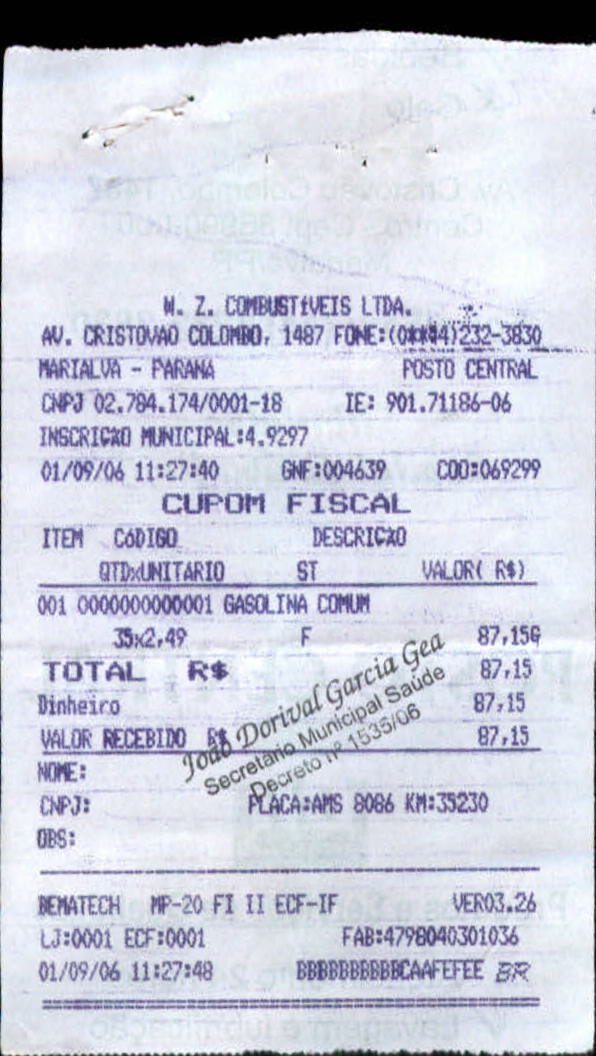 W. Z. COMBUSTíVEIS LTDA.
AV. CRISTOVAO COLOMBO, 1487 FONE:(0**44)232-3830
MARIALVA - PARANA POSTO CENTRAL
CNPJ 02.784.174/0001-18 IE: 901.71186-06
INSCRIÇÃO MUNICIPAL:4.9297
01/09/06 11:27:40 GNF:004639 COO:069299
CUPOM FISCAL
ITEM CóDIGO DESCRIÇÃO
QTDxUNITARIO ST VALOR( R$)
001 0000000000001 GASOLINA COMUM
35x2,49 F 87,15G
TOTAL R$ 87,15
Dinheiro 87,15
VALOR RECEBIDO R$ 87,15
João Dorival Garcia Gea
Secretário Municipal Saúde
Decreto nº 1535/06
NOME:
CNPJ: PLACA:AMS 8086 KM:35230
OBS:
BEMATECH MP-20 FI II ECF-IF VER03.26
LJ:0001 ECF:0001 FAB:4798040301036
01/09/06 11:27:48 BBBBBBBBBBCAAFEFEE BR